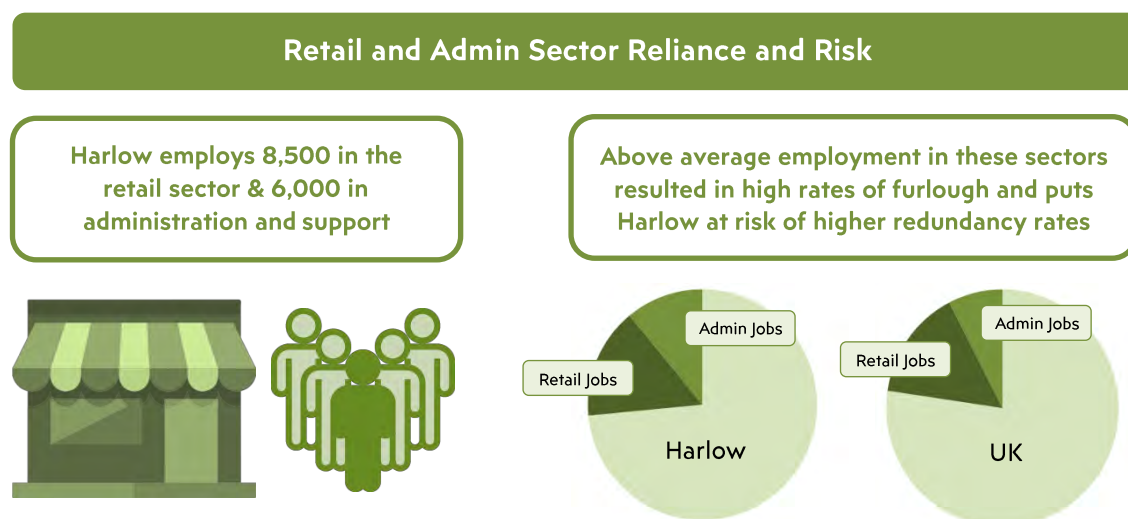 Retail and Admin Sector Reliance and Risk
Harlow employs 8,500 in the
retail sector & 6,000 in
administration and support
Above average employment in these sectors
resulted in high rates of furlough and puts
Harlow at risk of higher redundancy rates
Admin Jobs
Retail Jobs
Harlow
Admin Jobs
Retail Jobs
UK